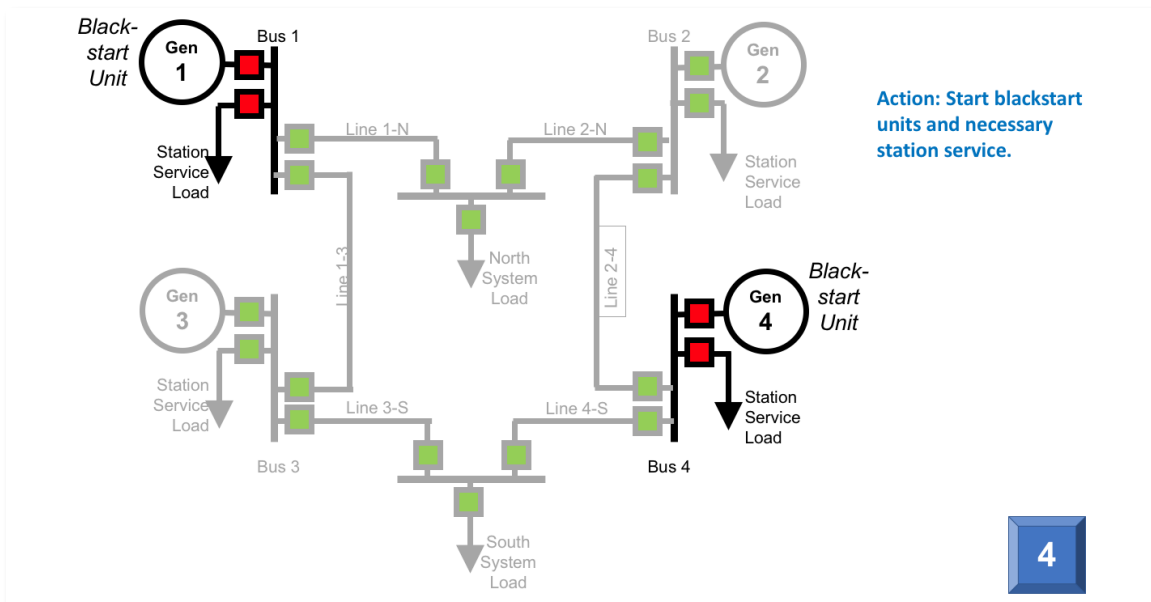 Black-
start
Unit
Gen
1
Bus 1
Bus 2
Gen
2
Action: Start blackstart
units and necessary
station service.
Line 1-N
Line 2-N
Station
Service
Load
Station
Service
Load
North
System
Load
Line 1-3
Line 2-4
Gen
3
Gen
4
Black-
start
Unit
Station
Service
Load
Station
Service
Load
Line 3-S
Line 4-S
Bus 3
Bus 4
South
System
Load
4